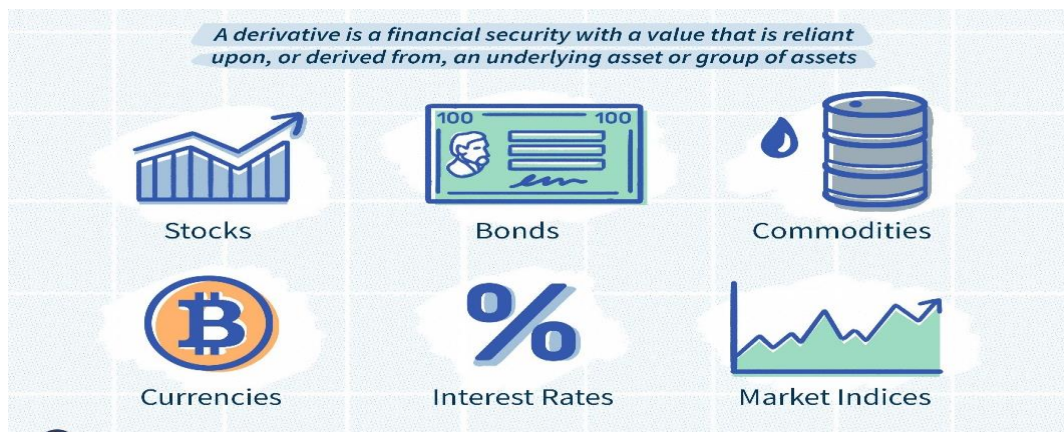 A derivative is a financial security with a value that is reliant
upon, or derived from, an underlying asset or group of assets
100 100
Stocks Bonds Commodities
Currencies Interest Rates Market Indices